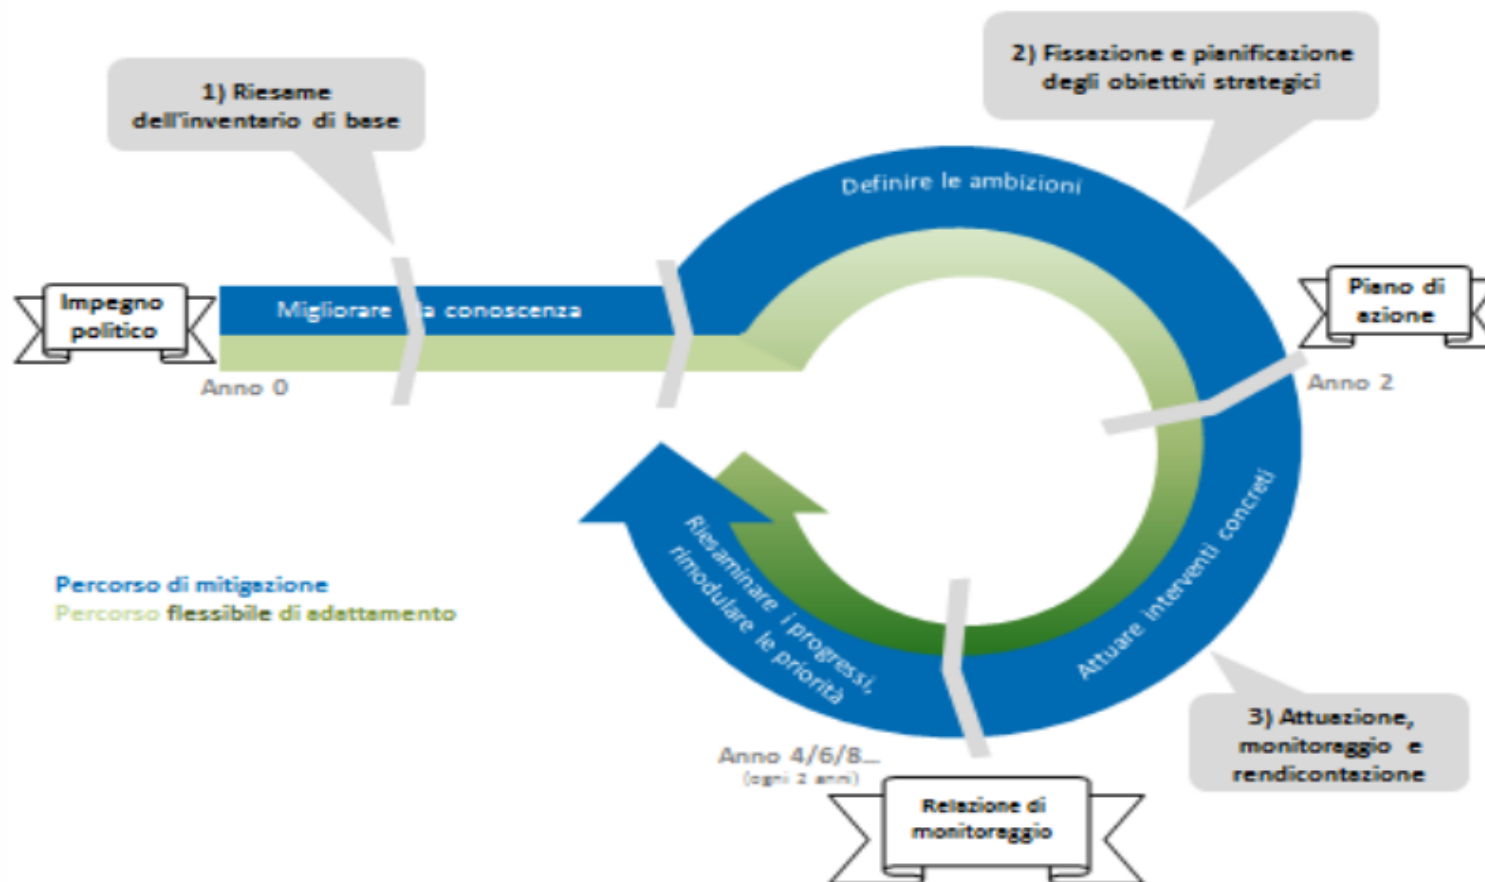 1) Riesame
dell'inventario di base
2) Fissazione e pianificazione
degli obiettivi strategici
Definire le ambizioni
Impegno
politico
Migliorare la conoscenza
Piano di
azione
Anno 0
Anno 2
Attuare interventi concreti
Riesaminare i progressi,
rimodulare le priorità
Percorso di mitigazione
Percorso flessibile di adattamento
3) Attuazione,
monitoraggio e
rendicontazione
Anno 4/6/8...
(ogni 2 anni)
Relazione di
monitoraggio